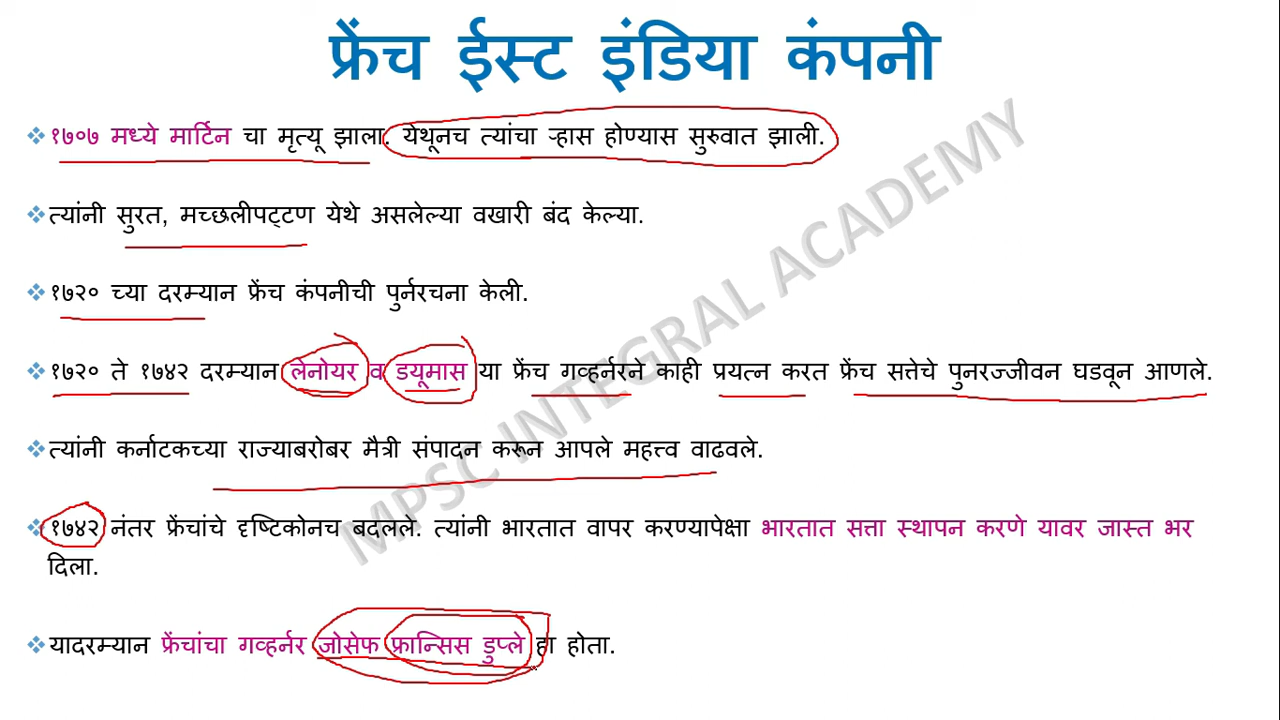 फ्रेंच ईस्ट इंडिया कंपनी
❖१७०७ मध्ये मार्टिन चा मृत्यू झाला. येथूनच त्यांचा ऱ्हास होण्यास सुरुवात झाली.
❖त्यांनी सुरत, मच्छलीपट्टण येथे असलेल्या वखारी बंद केल्या.
❖१७२० च्या दरम्यान फ्रेंच कंपनीची पुर्नरचना केली.
❖१७२० ते १७४२ दरम्यान लेनोयर व डयूमास या फ्रेंच गव्हर्नरने काही प्रयत्न करत फ्रेंच सत्तेचे पुनरज्जीवन घडवून आणले.
❖त्यांनी कर्नाटकच्या राज्याबरोबर मैत्री संपादन करून आपले महत्त्व वाढवले.
❖१७४२ नंतर फ्रेंचांचे दृष्टिकोनच बदलले. त्यांनी भारतात वापर करण्यापेक्षा भारतात सत्ता स्थापन करणे यावर जास्त भर
दिला.
❖यादरम्यान फ्रेंचांचा गव्हर्नर जोसेफ फ्रान्सिस डुप्ले हा होता.
MPSC INTEGRAL ACADEMY